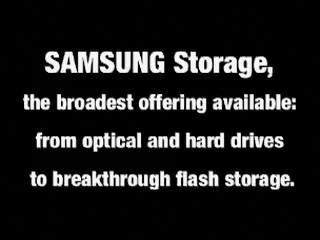 SAMSUNG Storage,
the broadest offering available:
from optical and hard drives
to breakthrough flash storage.